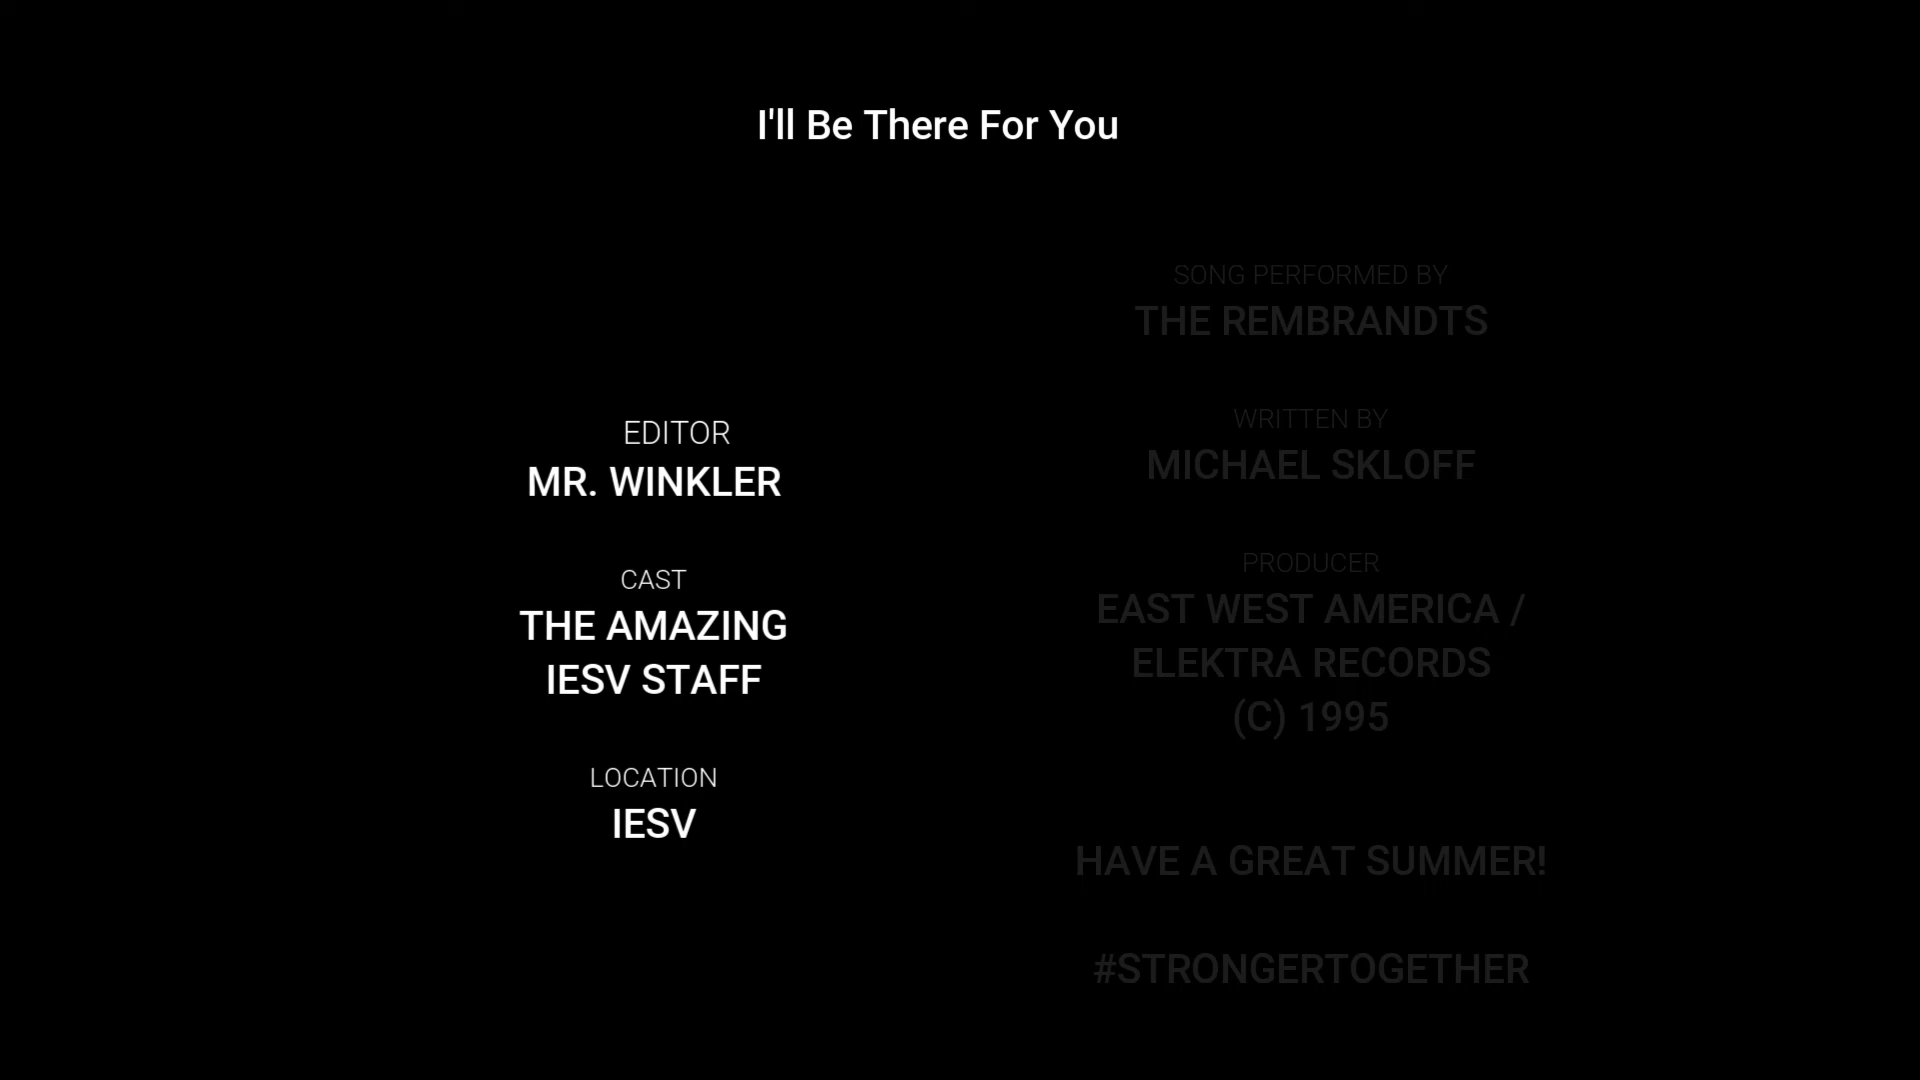 I'll Be There For You
EDITOR
MR. WINKLER
CAST
THE AMAZING
IESV STAFF
LOCATION
IESV
SONG PERFORMED BY
THE REMBRANDTS
WRITTEN BY
MICHAEL SKLOFF
PRODUCER
EAST WEST AMERICA /
ELEKTRA RECORDS
(C) 1995
HAVE A GREAT SUMMER!
#STRONGERTOGETHER